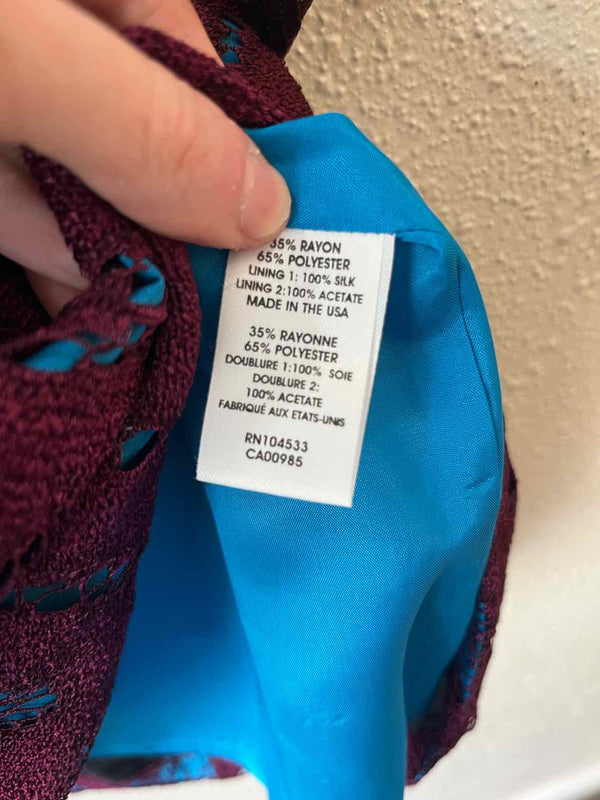 35% RAYON
65% POLYESTER
LINING 1: 100% SILK
LINING 2:100% ACETATE
MADE IN THE USA
35% RAYONNE
65% POLYESTER
DOUBLURE 1:100% SOIE
DOUBLURE 2:
100% ACETATE
FABRIQUÉ AUX ETATS-UNIS
RN104533
CA00985